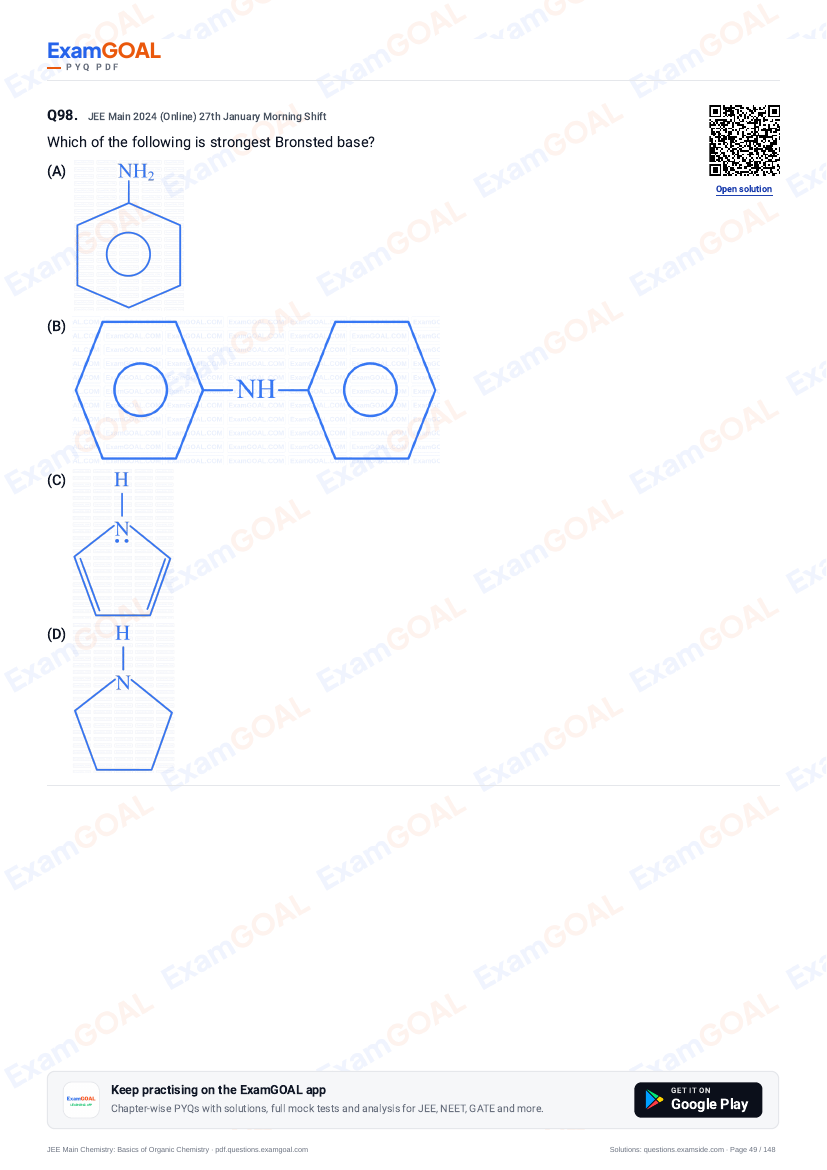 ExamGOAL
PYQ PDF
Q98. JEE Main 2024 (Online) 27th January Morning Shift
Which of the following is strongest Bronsted base?
Open solution
(A)
NH2
(B)
NH
(C)
H
N
(D)
H
N
ExamGOAL
Keep practising on the ExamGOAL app
Chapter-wise PYQs with solutions, full mock tests and analysis for JEE, NEET, GATE and more.
GET IT ON
Google Play
JEE Main Chemistry: Basics of Organic Chemistry · pdf.questions.examgoal.com
Solutions: questions.examside.com · Page 49 / 148